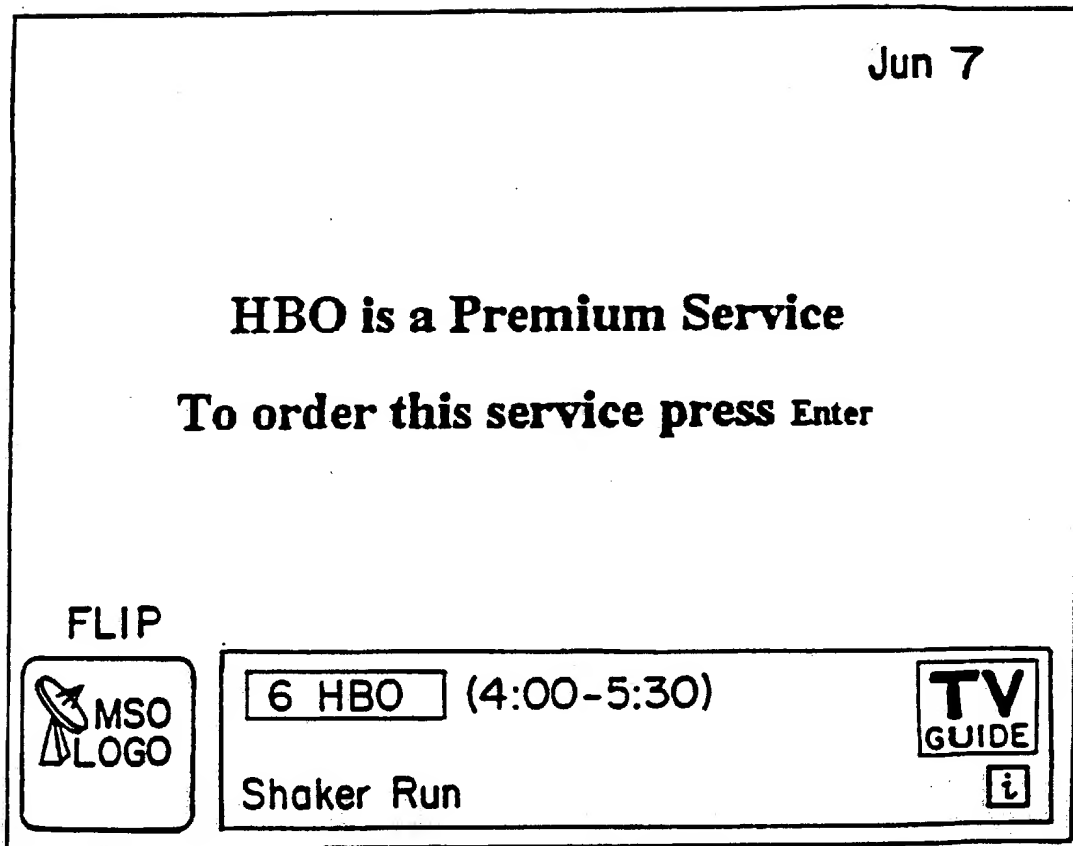 Jun 7
HBO is a Premium Service
To order this service press Enter
FLIP
MSO
LOGO
6 HBO (4:00-5:30)
TV
GUIDE
Shaker Run
i